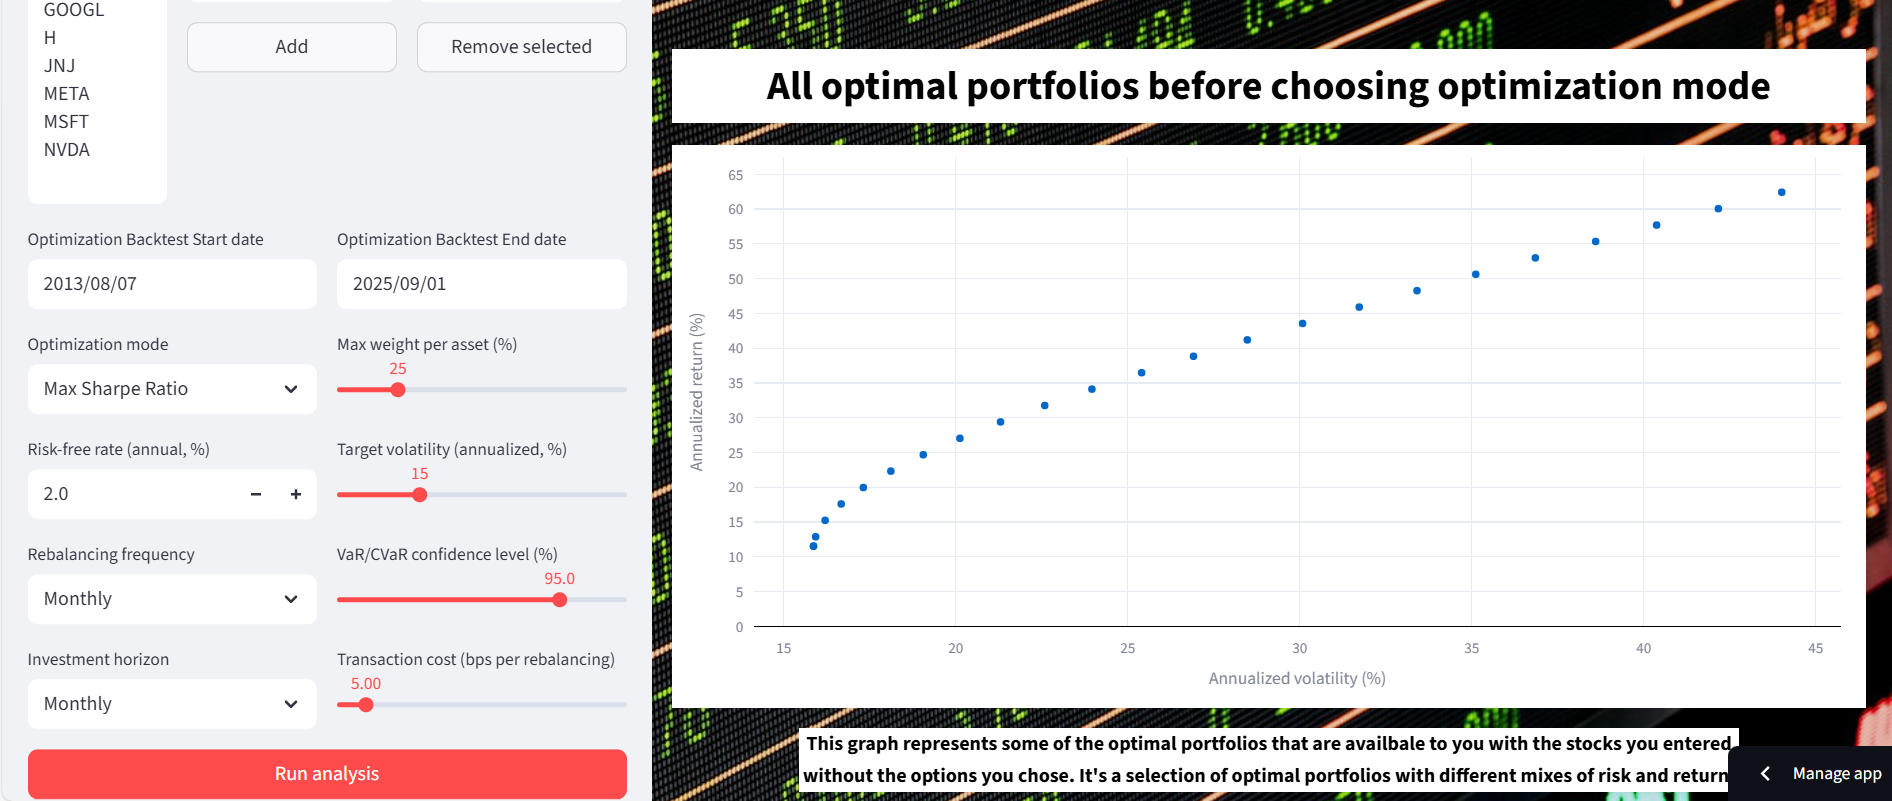 GOOGL
H
JNJ
META
MSFT
NVDA
Add
Remove selected
Optimization Backtest Start date
Optimization Backtest End date
2013/08/07
2025/09/01
Optimization mode
Max weight per asset (%)
25
Max Sharpe Ratio
Risk-free rate (annual, %)
Target volatility (annualized, %)
15
2.0
Rebalancing frequency
VaR/CVaR confidence level (%)
95.0
Monthly
Investment horizon
Transaction cost (bps per rebalancing)
5.00
Monthly
Run analysis
All optimal portfolios before choosing optimization mode
Annualized return (%)
65
60
55
50
45
40
35
30
25
20
15
10
5
0
15
20
25
30
35
40
45
Annualized volatility (%)
This graph represents some of the optimal portfolios that are availbale to you with the stocks you entered
without the options you chose. It's a selection of optimal portfolios with different mixes of risk and return
Manage app